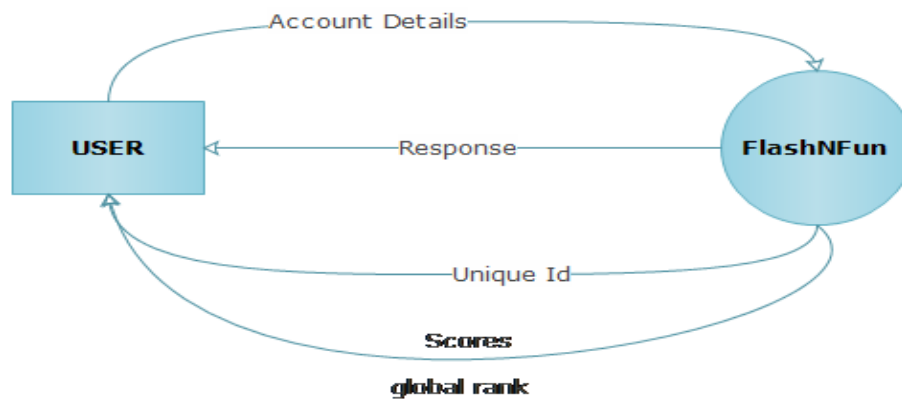 Account Details
USER
Response
FlashNFun
Unique Id
Scores
global rank